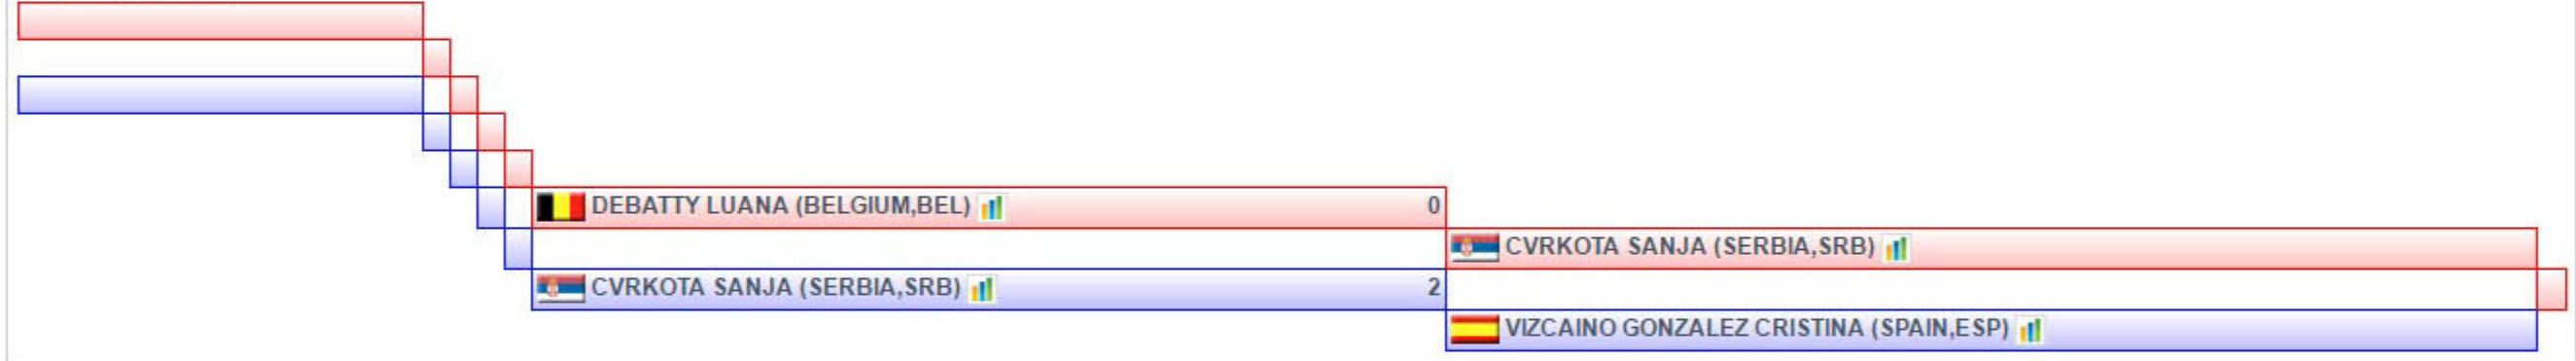 DEBATTY LUANA (BELGIUM,BEL) 0
CVRKOTA SANJA (SERBIA,SRB)
CVRKOTA SANJA (SERBIA,SRB) 2
VIZCAINO GONZALEZ CRISTINA (SPAIN,ESP)